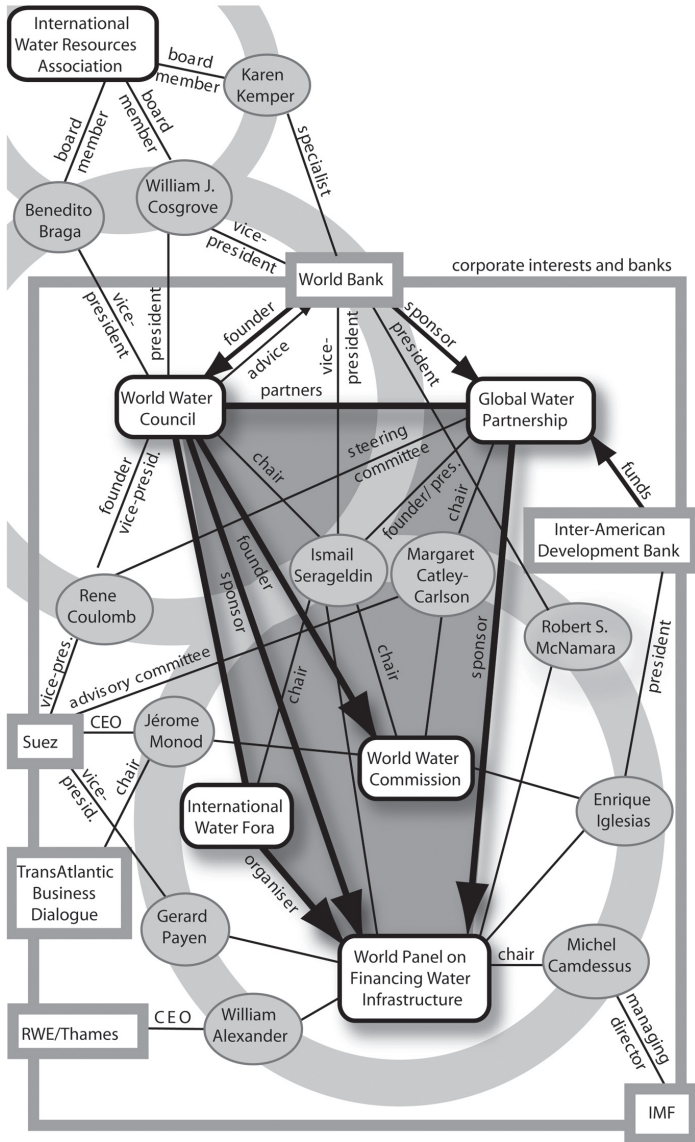 International
Water Resources
Association
board
member
Karen
Kemper
board
member
board
member
specialist
Benedito
Braga
William J.
Cosgrove
vice-
president
World Bank
corporate interests and banks
vice-
president
president
founder
advice
vice-
president
president
sponsor
World Water
Council
partners
Global Water
Partnership
founder
vice-presid.
chair
steering
committee
founder/pres.
chair
funds
Inter-American
Development Bank
Rene
Coulomb
sponsor
founder
Ismail
Serageldin
Margaret
Catley-
Carlson
Robert S.
McNamara
vice-pres.
advisory committee
chair
chair
sponsor
president
Suez
CEO
Jérome
Monod
World Water
Commission
vice-
presid.
chair
International
Water Fora
Enrique
Iglesias
TransAtlantic
Business
Dialogue
organiser
Gerard
Payen
World Panel on
Financing Water
Infrastructure
chair
Michel
Camdessus
RWE/Thames
CEO
William
Alexander
managing
director
IMF